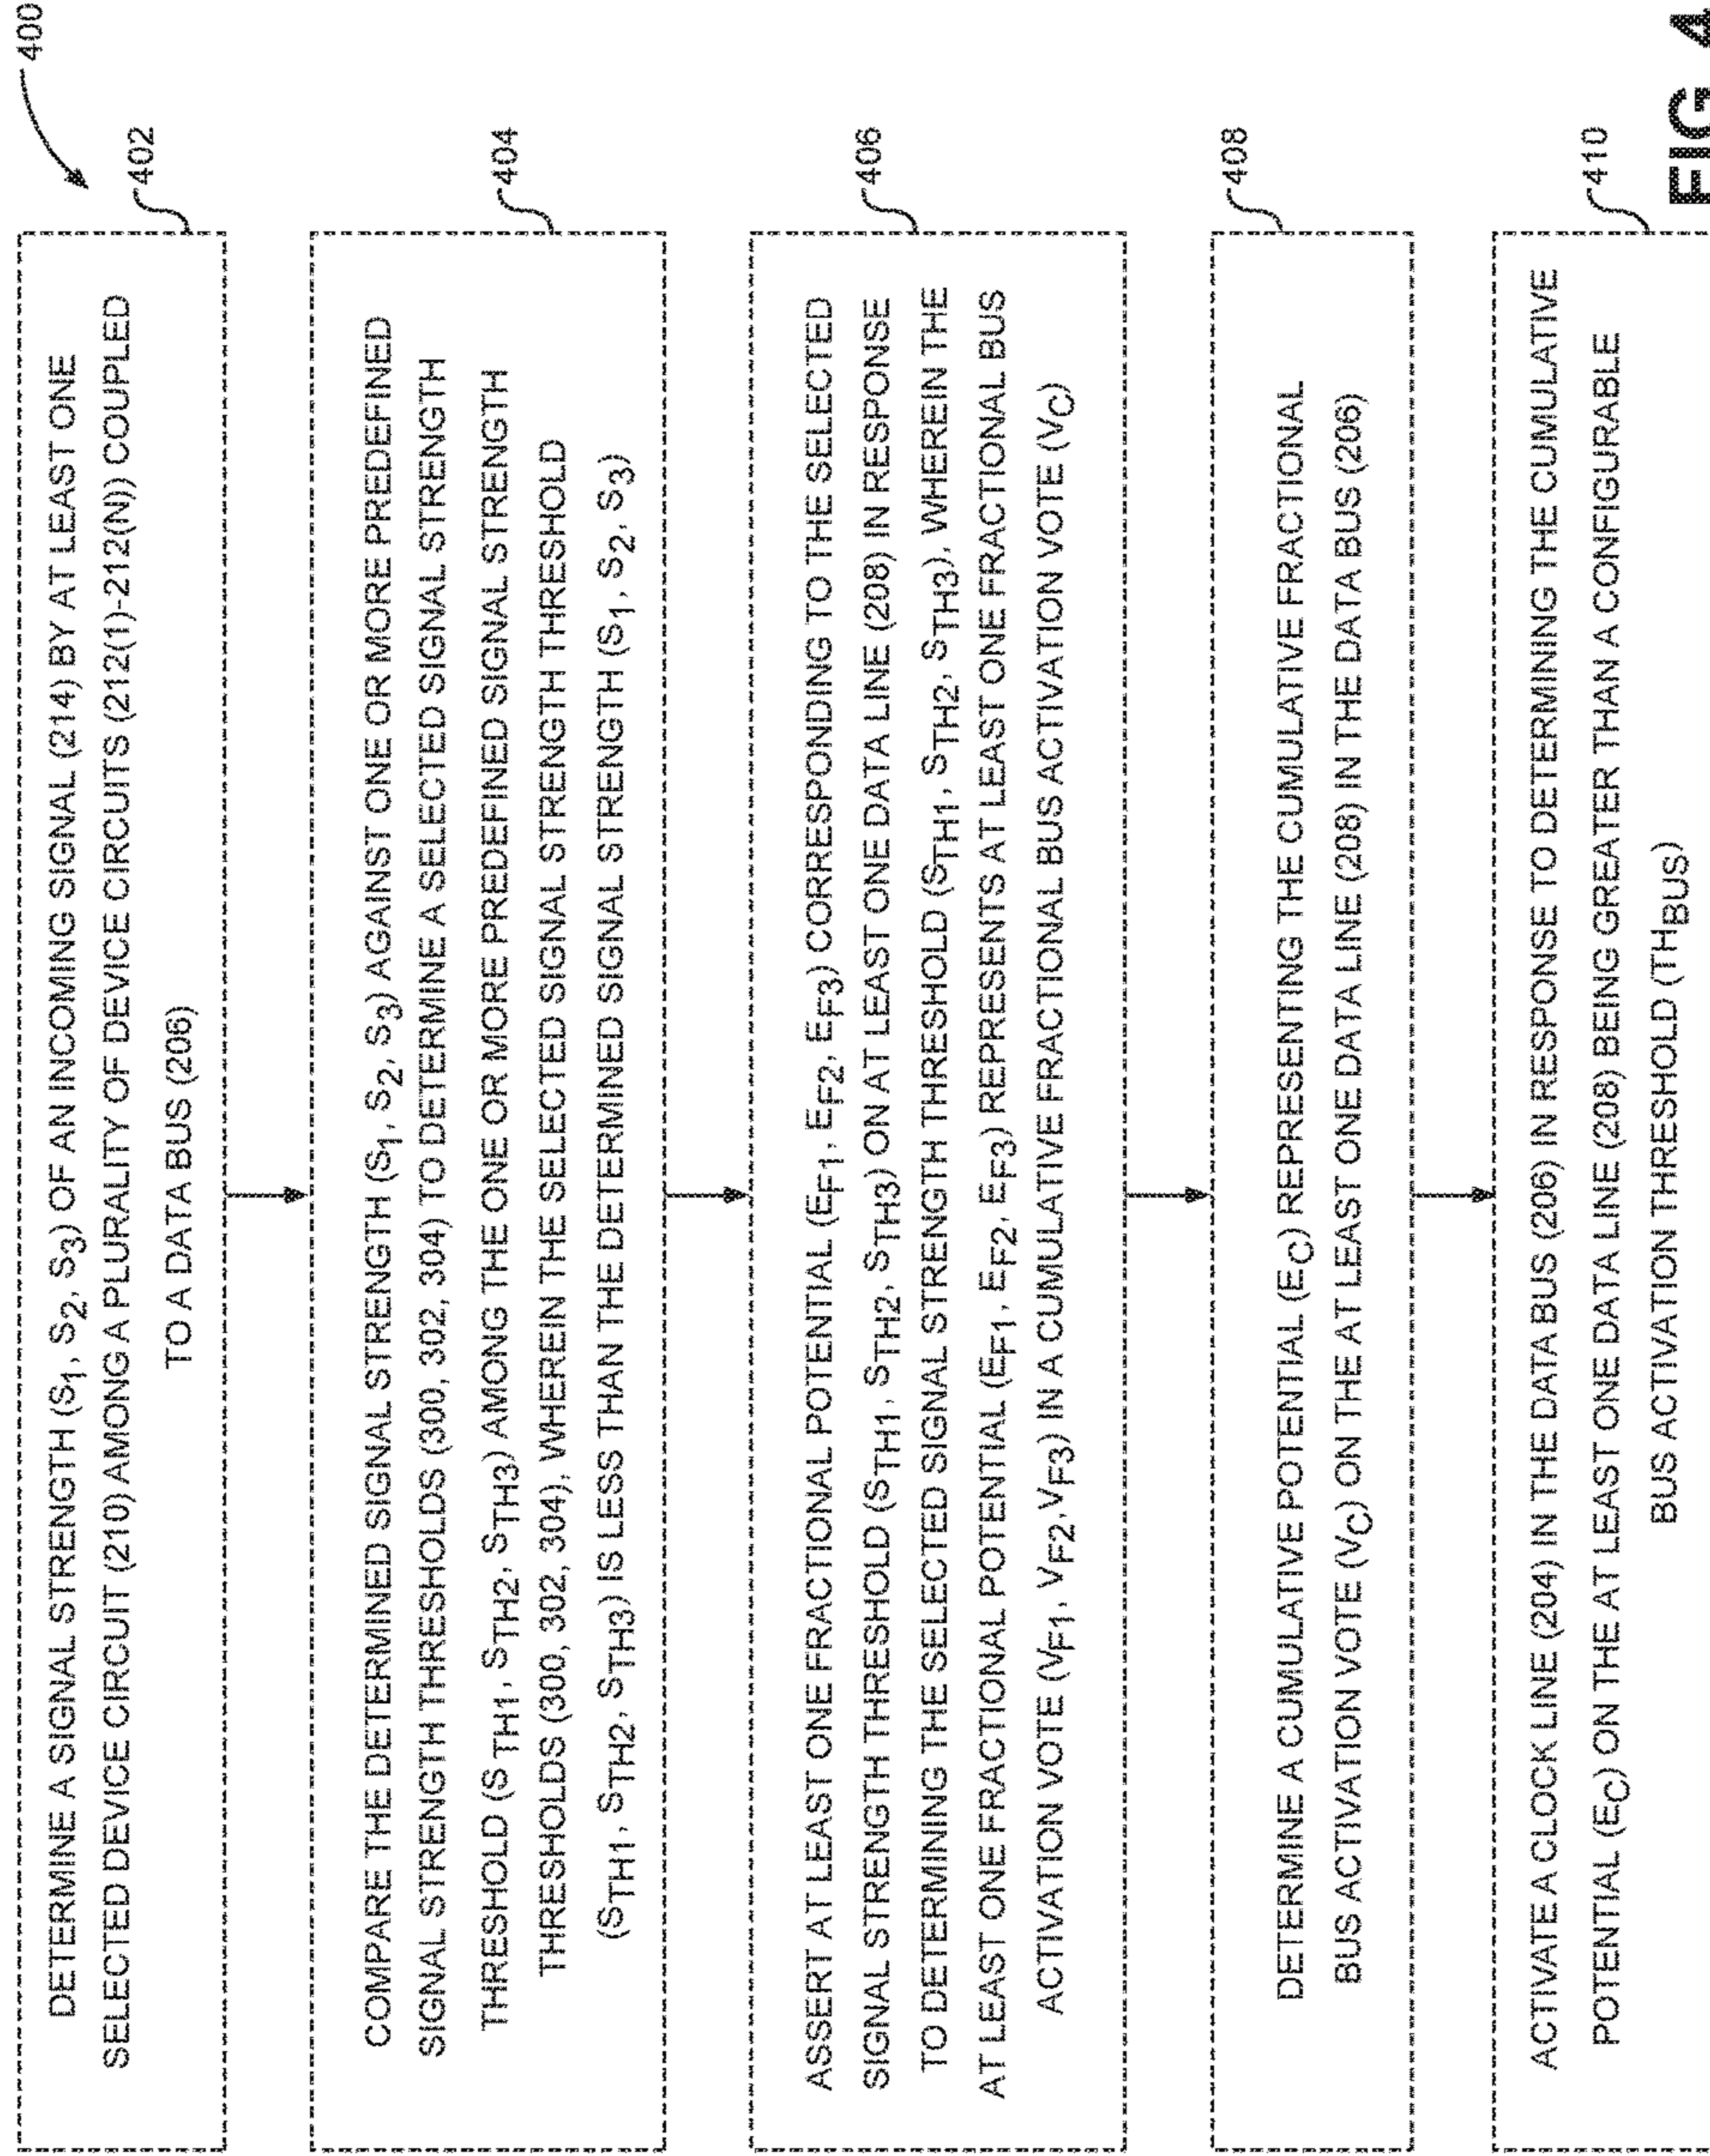 400
DETERMINE A SIGNAL STRENGTH (S1, S2, S3) OF AN INCOMING SIGNAL (214) BY AT LEAST ONE
SELECTED DEVICE CIRCUIT (210) AMONG A PLURALITY OF DEVICE CIRCUITS (212(1)-212(N)) COUPLED
TO A DATA BUS (206)
402
COMPARE THE DETERMINED SIGNAL STRENGTH (S1, S2, S3) AGAINST ONE OR MORE PREDEFINED
SIGNAL STRENGTH THRESHOLDS (300, 302, 304) TO DETERMINE A SELECTED SIGNAL STRENGTH
THRESHOLD (STH1, STH2, STH3) AMONG THE ONE OR MORE PREDEFINED SIGNAL STRENGTH
THRESHOLDS (300, 302, 304), WHEREIN THE SELECTED SIGNAL STRENGTH THRESHOLD
(STH1, STH2, STH3) IS LESS THAN THE DETERMINED SIGNAL STRENGTH (S1, S2, S3)
404
ASSERT AT LEAST ONE FRACTIONAL POTENTIAL (EF1, EF2, EF3) CORRESPONDING TO THE SELECTED
SIGNAL STRENGTH THRESHOLD (STH1, STH2, STH3) ON AT LEAST ONE DATA LINE (208) IN RESPONSE
TO DETERMINING THE SELECTED SIGNAL STRENGTH THRESHOLD (STH1, STH2, STH3), WHEREIN THE
AT LEAST ONE FRACTIONAL POTENTIAL (EF1, EF2, EF3) REPRESENTS AT LEAST ONE FRACTIONAL BUS
ACTIVATION VOTE (VF1, VF2, VF3) IN A CUMULATIVE FRACTIONAL BUS ACTIVATION VOTE (VC)
406
DETERMINE A CUMULATIVE POTENTIAL (EC) REPRESENTING THE CUMULATIVE FRACTIONAL
BUS ACTIVATION VOTE (VC) ON THE AT LEAST ONE DATA LINE (208) IN THE DATA BUS (206)
408
ACTIVATE A CLOCK LINE (204) IN THE DATA BUS (206) IN RESPONSE TO DETERMINING THE CUMULATIVE
POTENTIAL (EC) ON THE AT LEAST ONE DATA LINE (208) BEING GREATER THAN A CONFIGURABLE
BUS ACTIVATION THRESHOLD (THBUS)
410
FIG. 4